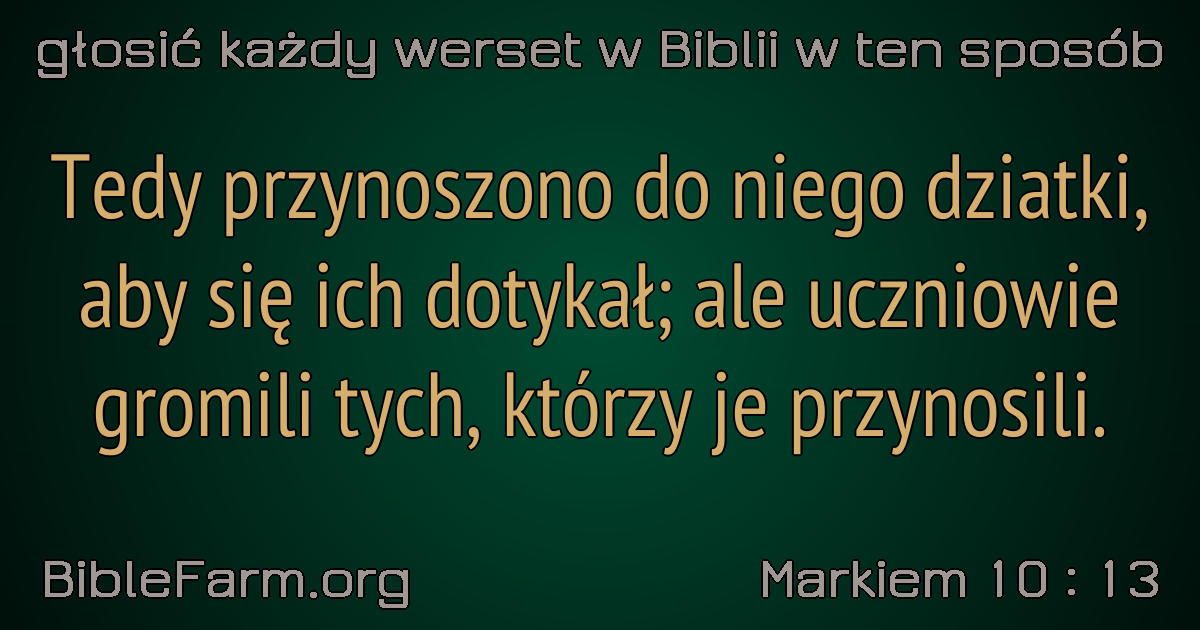 głosić każdy werset w Biblii w ten sposób
Tedy przynoszono do niego dziatki,
aby się ich dotykał; ale uczniowie
gromili tych, którzy je przynosili.
BibleFarm.org
Markiem 10 : 13